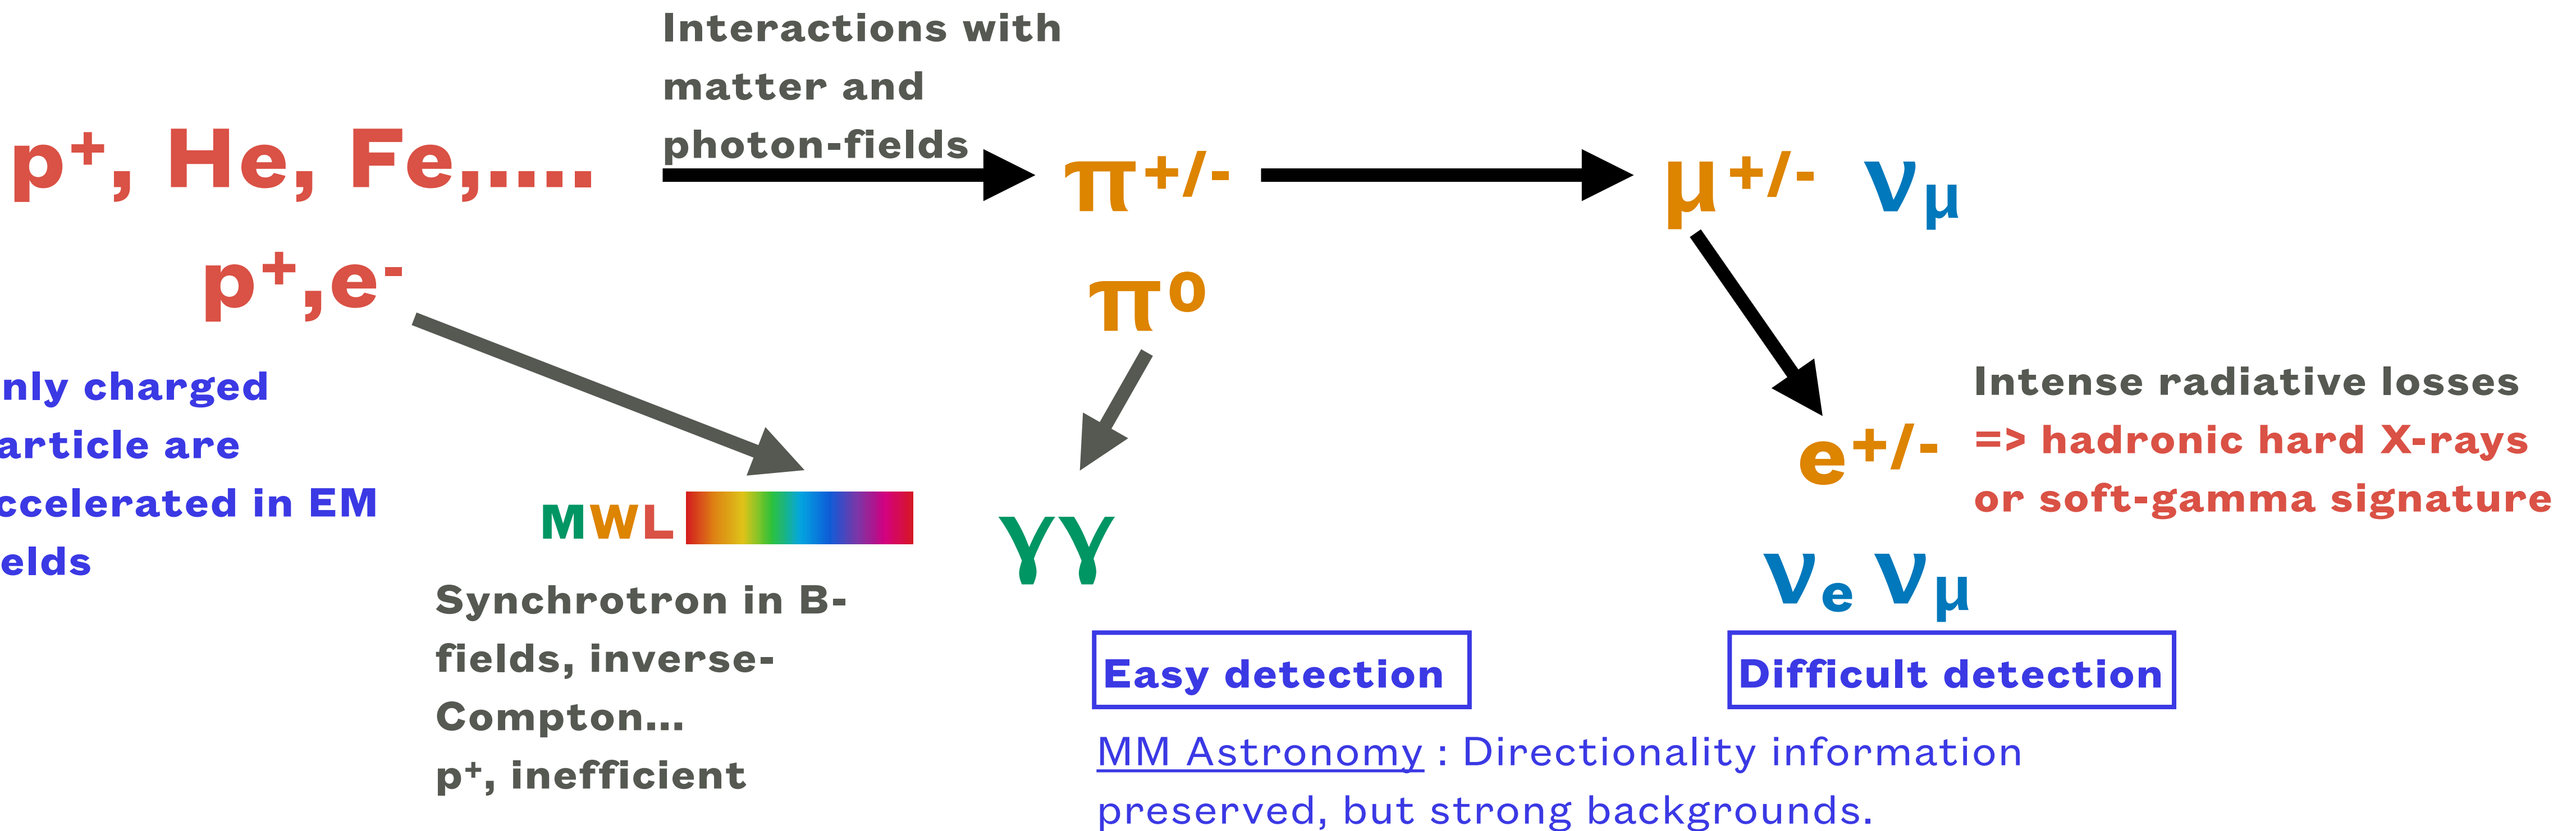 Interactions with
matter and
photon-fields
p⁺, He, Fe,....
π⁺/⁻
μ⁺/⁻ νμ
p⁺,e⁻
π⁰
nly charged
article are
ccelerated in EM
elds
Intense radiative losses
=> hadronic hard X-rays
or soft-gamma signature
e⁺/⁻
MWL
γγ
Synchrotron in B-
fields, inverse-
Compton...
p⁺, inefficient
νe νμ
Easy detection
Difficult detection
MM Astronomy : Directionality information
preserved, but strong backgrounds.